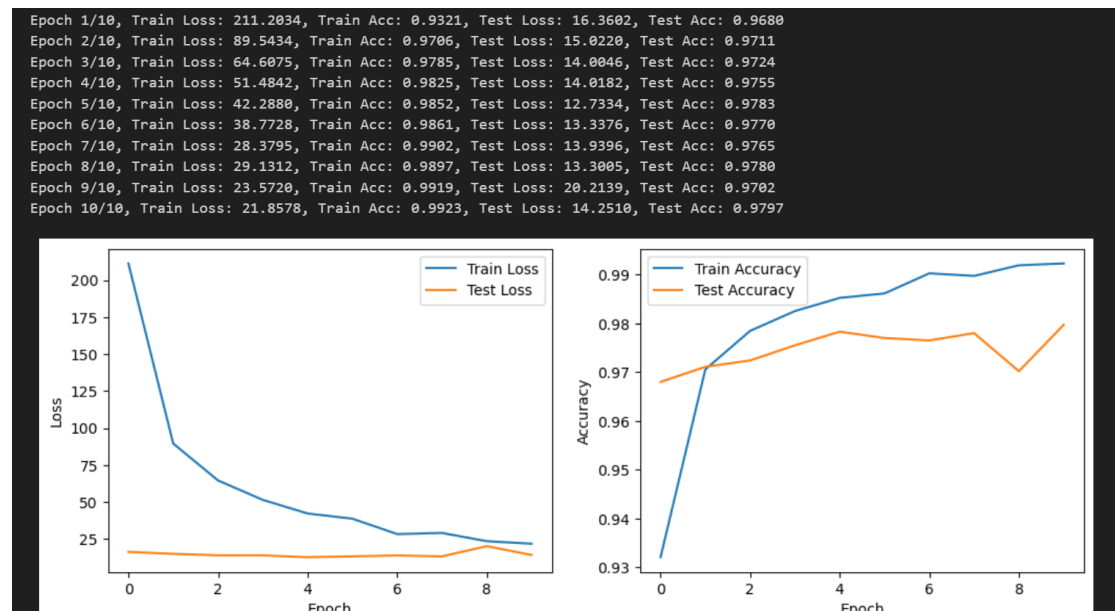 Epoch 1/10, Train Loss: 211.2034, Train Acc: 0.9321, Test Loss: 16.3602, Test Acc: 0.9680
Epoch 2/10, Train Loss: 89.5434, Train Acc: 0.9706, Test Loss: 15.0220, Test Acc: 0.9711
Epoch 3/10, Train Loss: 64.6075, Train Acc: 0.9785, Test Loss: 14.0046, Test Acc: 0.9724
Epoch 4/10, Train Loss: 51.4842, Train Acc: 0.9825, Test Loss: 14.0182, Test Acc: 0.9755
Epoch 5/10, Train Loss: 42.2880, Train Acc: 0.9852, Test Loss: 12.7334, Test Acc: 0.9783
Epoch 6/10, Train Loss: 38.7728, Train Acc: 0.9861, Test Loss: 13.3376, Test Acc: 0.9770
Epoch 7/10, Train Loss: 28.3795, Train Acc: 0.9902, Test Loss: 13.9396, Test Acc: 0.9765
Epoch 8/10, Train Loss: 29.1312, Train Acc: 0.9897, Test Loss: 13.3005, Test Acc: 0.9780
Epoch 9/10, Train Loss: 23.5720, Train Acc: 0.9919, Test Loss: 20.2139, Test Acc: 0.9702
Epoch 10/10, Train Loss: 21.8578, Train Acc: 0.9923, Test Loss: 14.2510, Test Acc: 0.9797
Train Loss
Test Loss
200
175
150
125
100
75
50
25
Loss
0 2 4 6 8
Epoch
Train Accuracy
Test Accuracy
0.99
0.98
0.97
0.96
0.95
0.94
0.93
Accuracy
0 2 4 6 8
Epoch